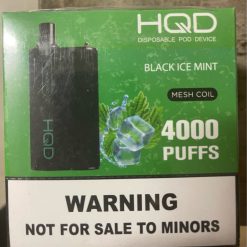 HQD
DISPOSABLE POD DEVICE
BLACK ICE MINT
MESH COIL
HQD
4000
PUFFS
WARNING
NOT FOR SALE TO MINORS